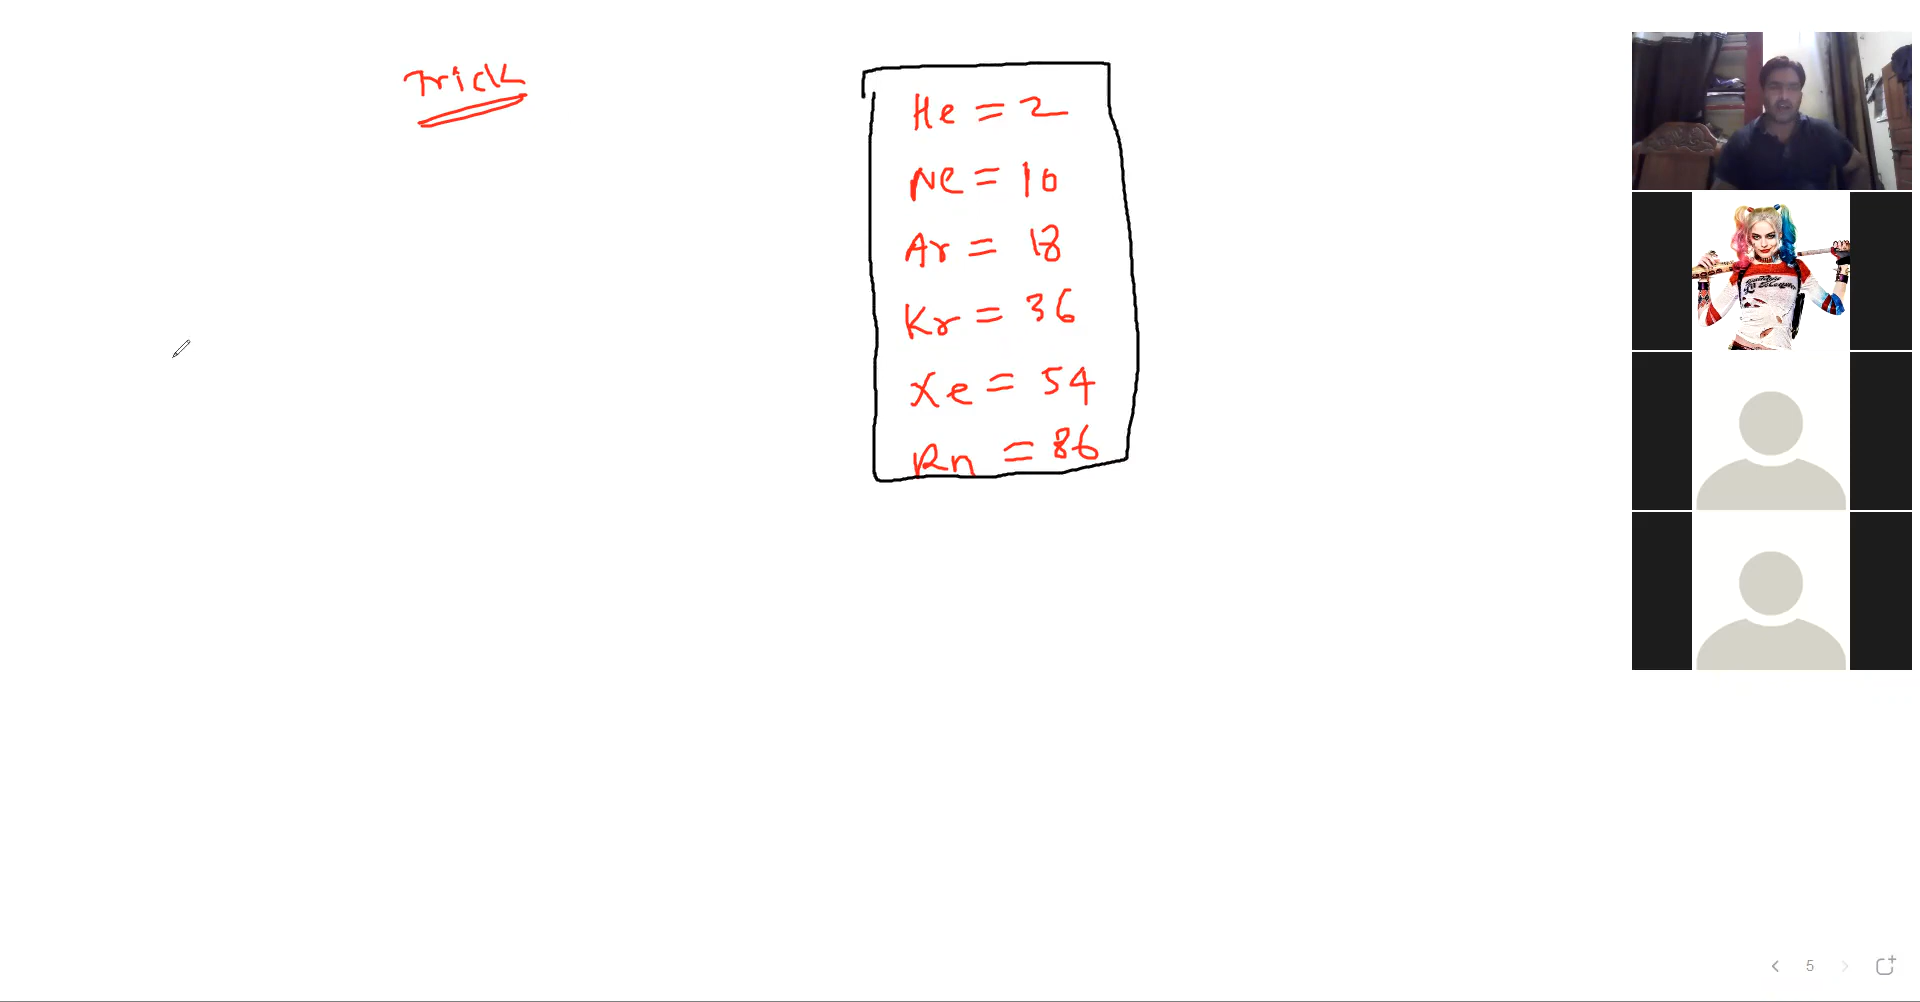 Trick
He = 2
Ne = 10
Ar = 18
Kr = 36
Xe = 54
Rn = 86
5